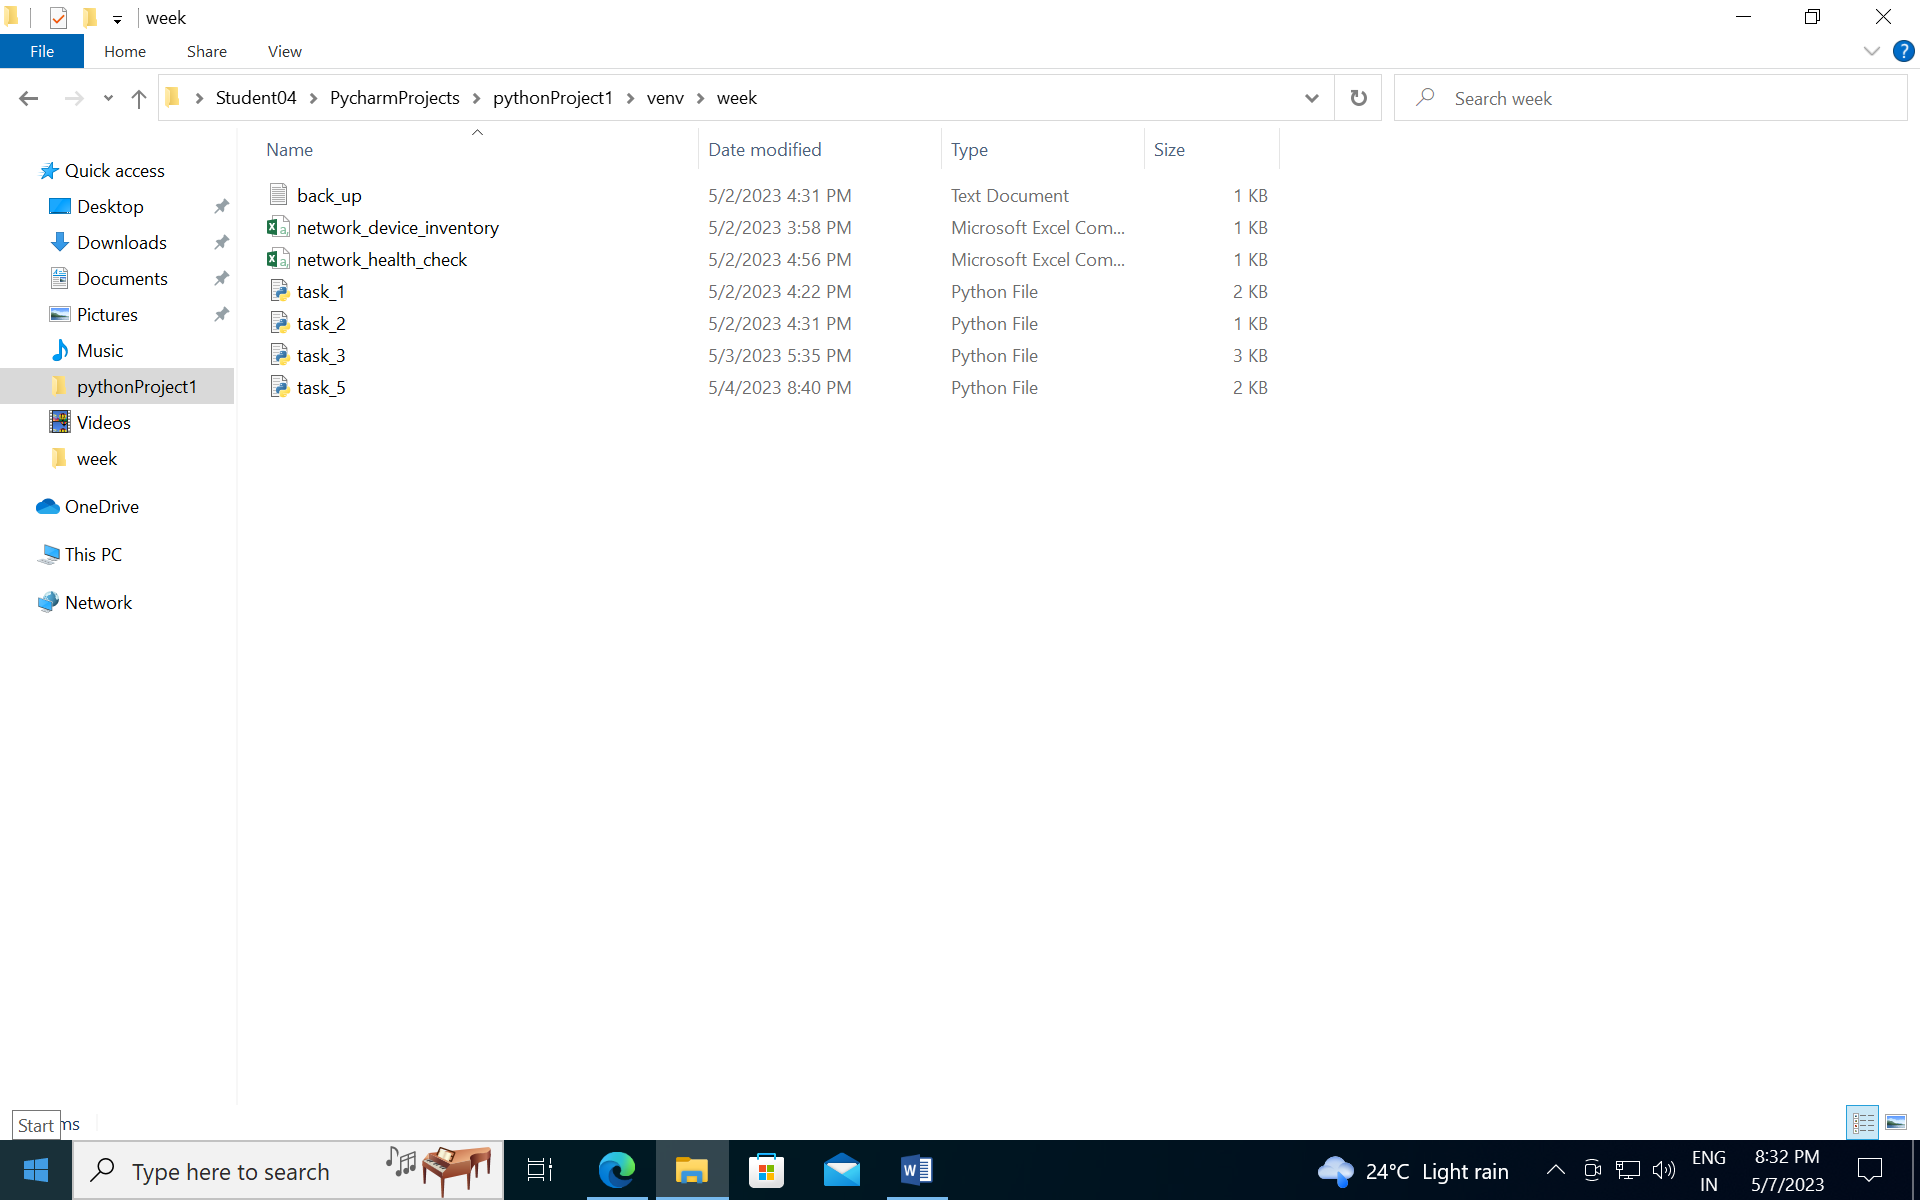 week
File Home Share View
Student04 PycharmProjects pythonProject1 venv week
Search week
Name Date modified Type Size
Quick access
Desktop
Downloads
Documents
Pictures
Music
pythonProject1
Videos
week
OneDrive
This PC
Network
back_up 5/2/2023 4:31 PM Text Document 1 KB
network_device_inventory 5/2/2023 3:58 PM Microsoft Excel Com... 1 KB
network_health_check 5/2/2023 4:56 PM Microsoft Excel Com... 1 KB
task_1 5/2/2023 4:22 PM Python File 2 KB
task_2 5/2/2023 4:31 PM Python File 1 KB
task_3 5/3/2023 5:35 PM Python File 3 KB
task_5 5/4/2023 8:40 PM Python File 2 KB
Start
Type here to search
24°C Light rain
ENG
IN
8:32 PM
5/7/2023